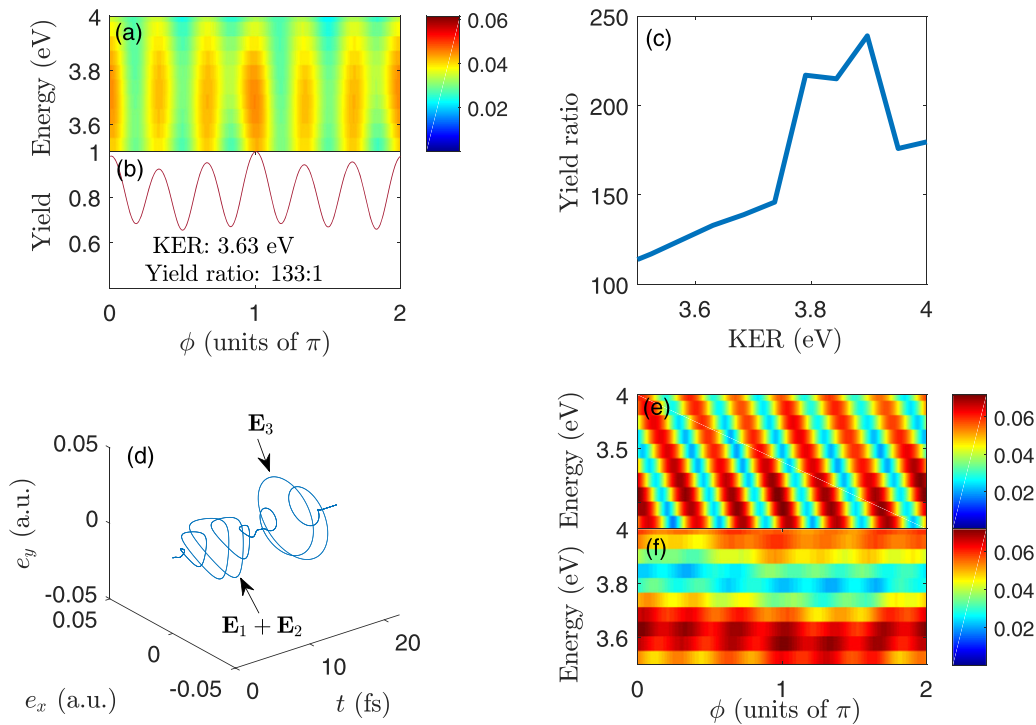 (a)
Energy (eV)
4
3.8
3.6
0.06
0.04
0.02
(b)
Yield
1
0.8
0.6
KER: 3.63 eV
Yield ratio: 133:1
0 1 2
ϕ (units of π)
(c)
Yield ratio
250
200
150
100
3.6 3.8 4
KER (eV)
(d)
E₃
E₁ + E₂
e_y (a.u.)
0.05
0
-0.05
0.05
0
-0.05
e_x (a.u.)
0
10
20
t (fs)
(e)
Energy (eV)
4
3.5
0.06
0.04
0.02
(f)
Energy (eV)
4
3.8
3.6
0.06
0.04
0.02
0 1 2
ϕ (units of π)